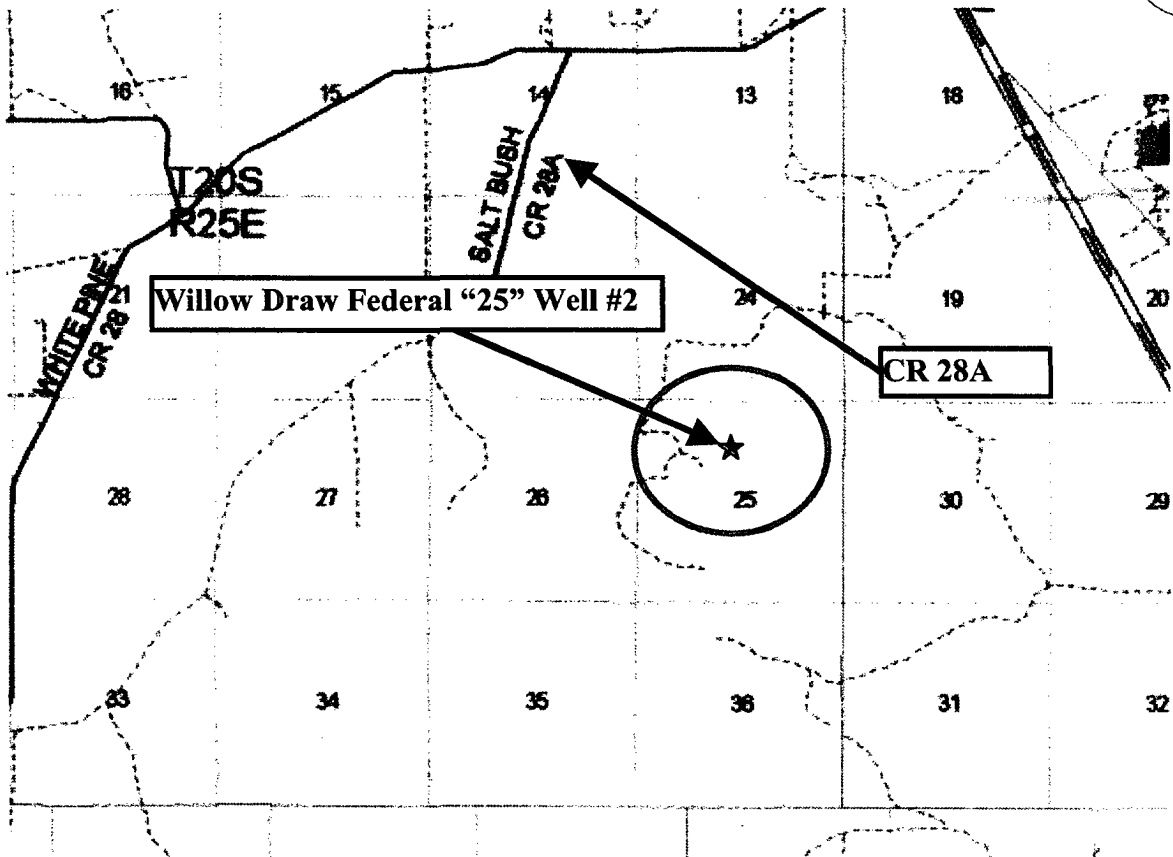 16
15
14
13
18
T20S
R25E
SALT BUSH
CR 28A
WHITE PINE
CR 28
21
Willow Draw Federal “25” Well #2
24
19
20
CR 28A
28
27
26
25
30
29
33
34
35
36
31
32